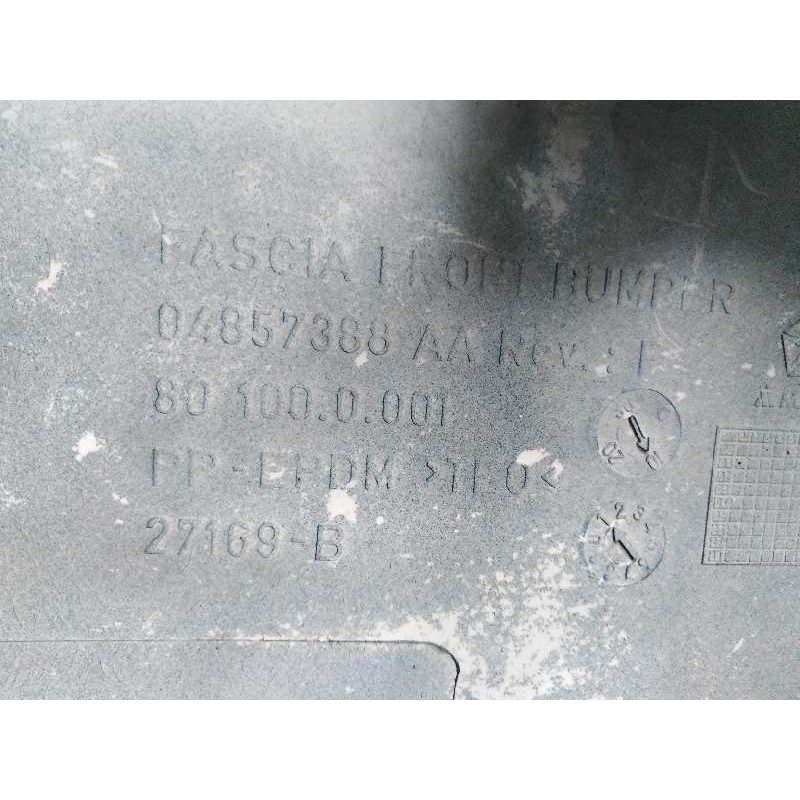 FASCIA FRONT BUMPER
04857388 AA Rev.: I
80 100.0.001
PP-EPDM >TEO<
27169-B